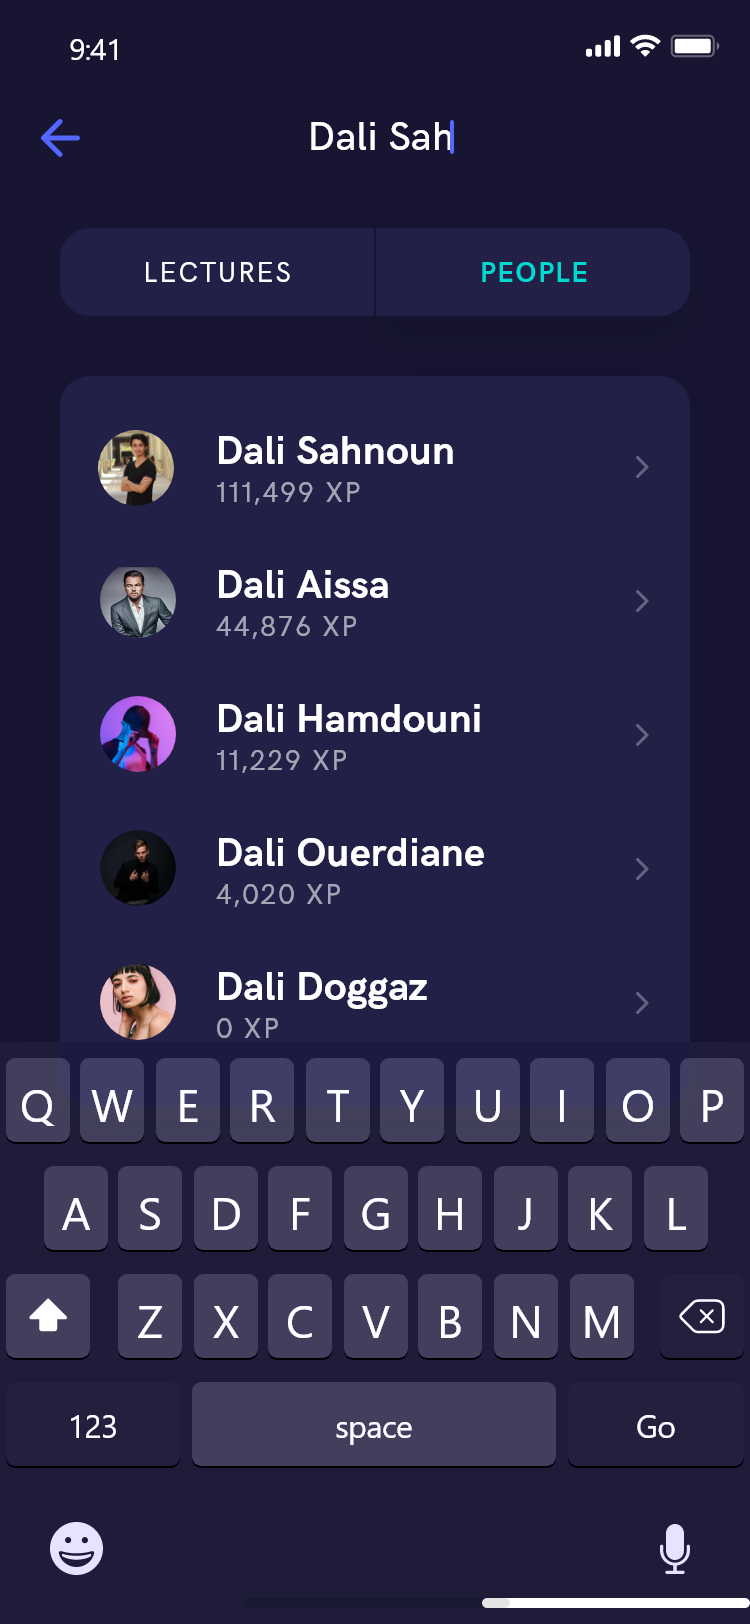 9:41
Dali Sah
LECTURES PEOPLE
Dali Sahnoun
111,499 XP
Dali Aissa
44,876 XP
Dali Hamdouni
11,229 XP
Dali Ouerdiane
4,020 XP
Dali Doggaz
0 XP
Q W E R T Y U I O P
A S D F G H J K L
Z X C V B N M
123 space Go